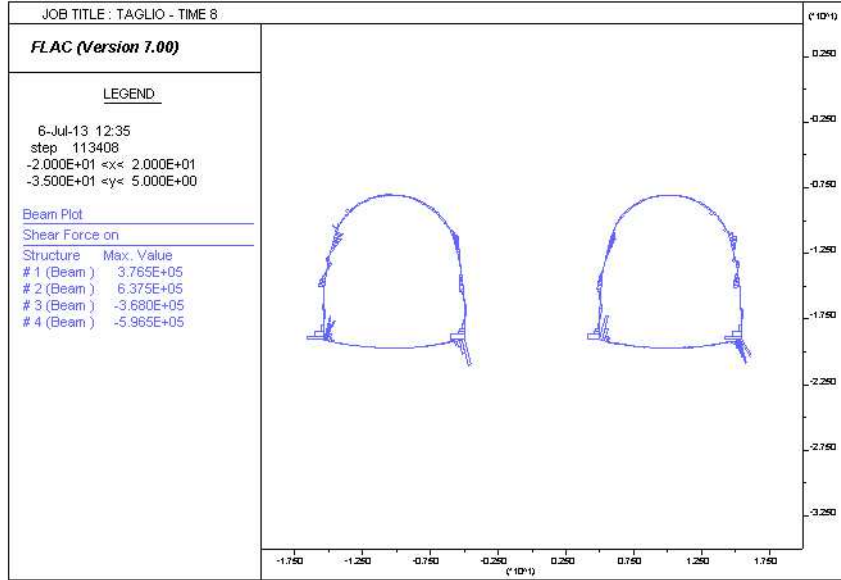 JOB TITLE : TAGLIO - TIME 8
(*10^1)
FLAC (Version 7.00)
LEGEND
6-Jul-13 12:35
step 113408
-2.000E+01 <x< 2.000E+01
-3.500E+01 <y< 5.000E+00
Beam Plot
Shear Force on
Structure Max. Value
# 1 (Beam ) 3.765E+05
# 2 (Beam ) 6.375E+05
# 3 (Beam ) -3.680E+05
# 4 (Beam ) -5.965E+05
0.250
-0.250
-0.750
-1.250
-1.750
-2.250
-2.750
-3.250
-1.750 -1.250 -0.750 -0.250 0.250 0.750 1.250 1.750
(*10^1)